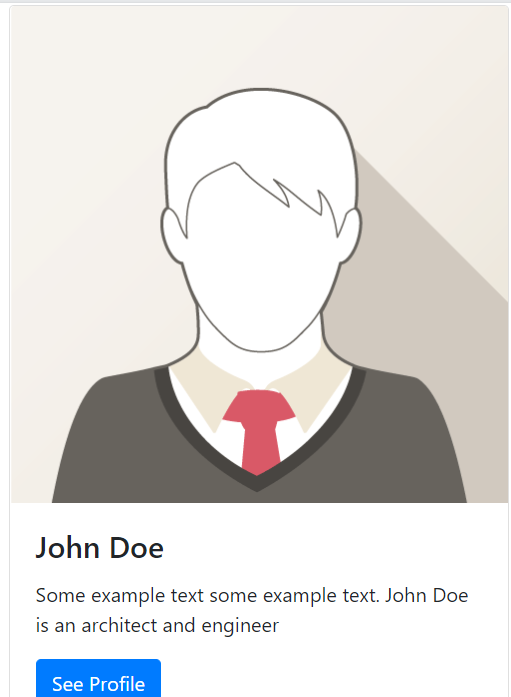 John Doe
Some example text some example text. John Doe
is an architect and engineer
See Profile